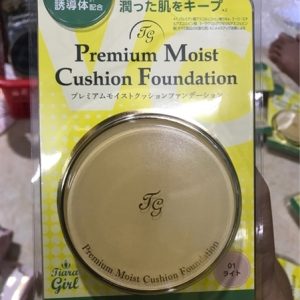 誘導体配合
潤った肌をキープ
TG
Premium Moist
Cushion Foundation
プレミアムモイストクッションファンデーション
TG
Premium Moist Cushion Foundation
Tiara
Girl
01
ライト